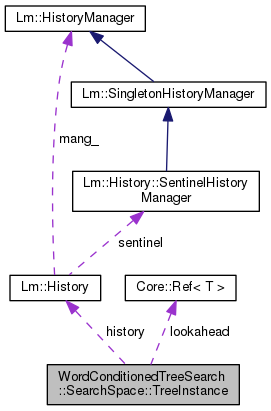 Lm::HistoryManager
Lm::SingletonHistoryManager
mang_
Lm::History::SentinelHistory
Manager
sentinel
Lm::History
Core::Ref< T >
history
lookahead
WordConditionedTreeSearch
::SearchSpace::TreeInstance